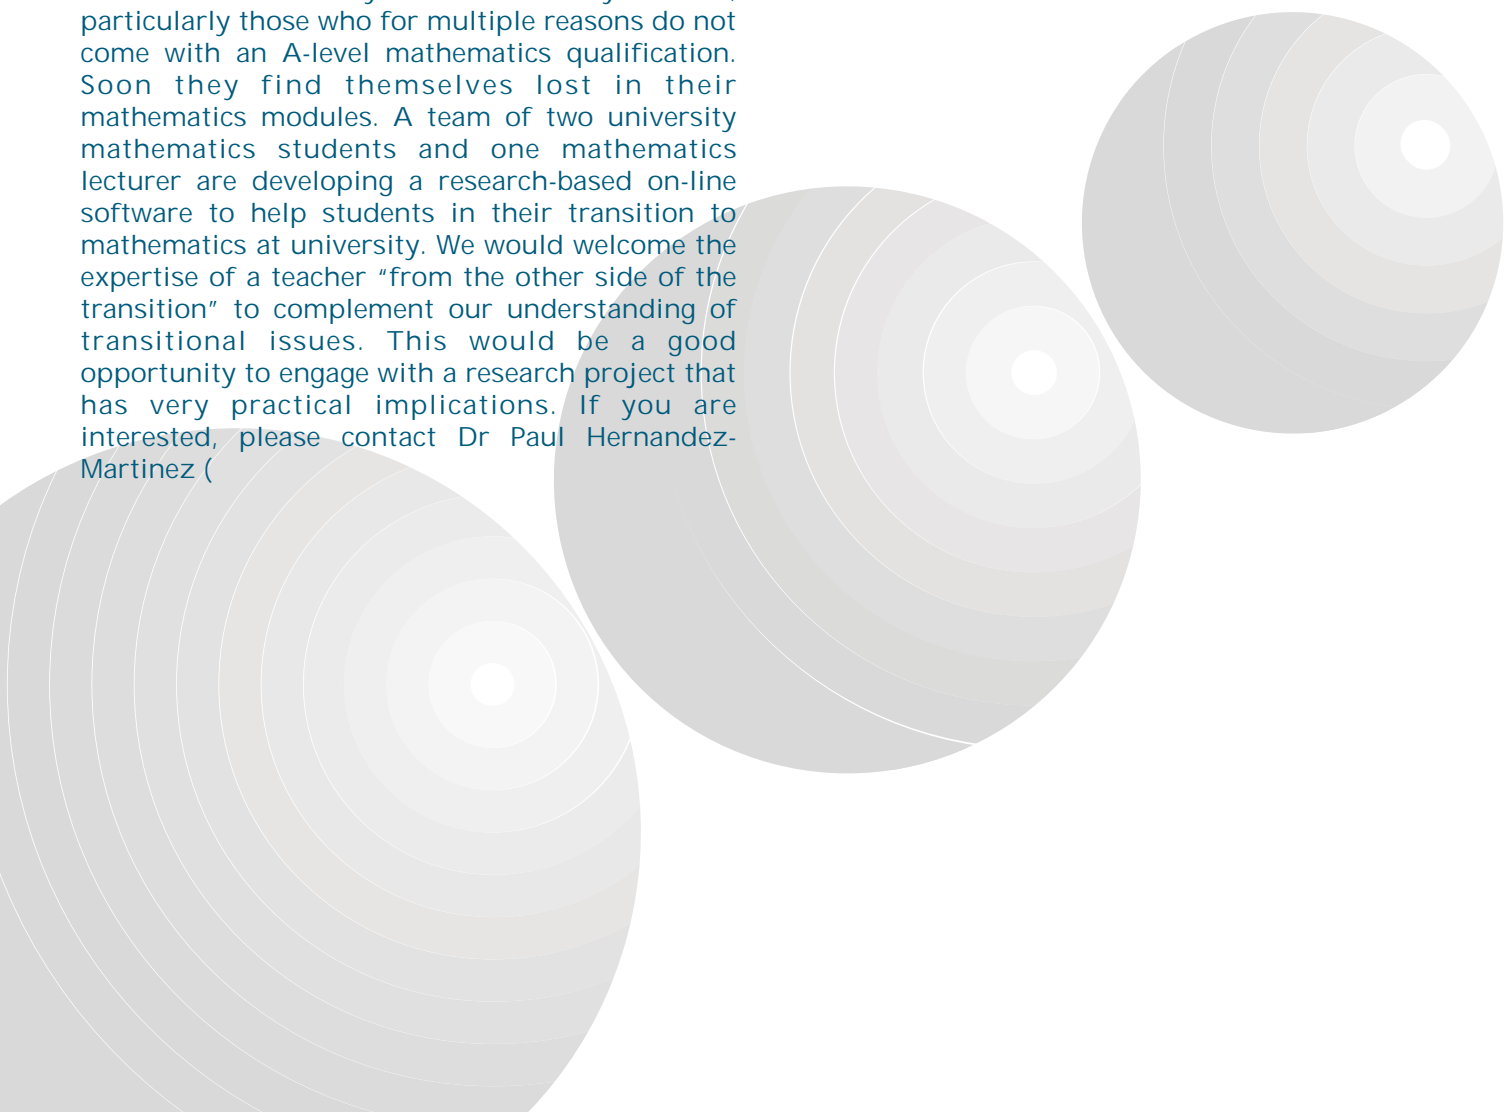 particularly those who for multiple reasons do not
come with an A-level mathematics qualification.
Soon they find themselves lost in their
mathematics modules. A team of two university
mathematics students and one mathematics
lecturer are developing a research-based on-line
software to help students in their transition to
mathematics at university. We would welcome the
expertise of a teacher “from the other side of the
transition” to complement our understanding of
transitional issues. This would be a good
opportunity to engage with a research project that
has very practical implications. If you are
interested, please contact Dr Paul Hernandez-
Martinez (